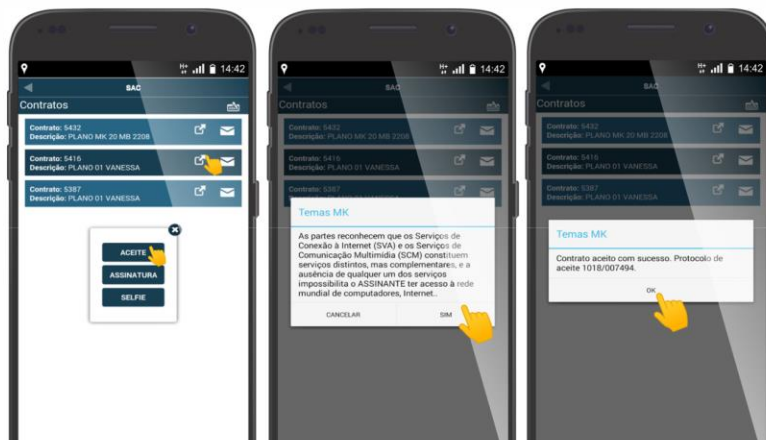 14:42
SAC
Contratos
Contrato: 5432
Descrição: PLANO MK 20 MB 2208
Contrato: 5416
Descrição: PLANO 01 VANESSA
Contrato: 5387
Descrição: PLANO 01 VANESSA
ACEITE
ASSINATURA
SELFIE
14:42
SAC
Contratos
Contrato: 5432
Descrição: PLANO MK 20 MB 2208
Contrato: 5416
Descrição: PLANO 01 VANESSA
Contrato: 5387
Descrição: PLANO 01 VANESSA
Temas MK
As partes reconhecem que os Serviços de
Conexão à Internet (SVA) e os Serviços de
Comunicação Multimidia (SCM) constituem
serviços distintos, mas complementares, e a
ausência de qualquer um dos serviços
impossibilita o ASSINANTE ter acesso à rede
mundial de computadores, Internet..
CANCELAR
SIM
14:42
SAC
Contratos
Contrato: 5432
Descrição: PLANO MK 20 MB 2208
Contrato: 5416
Descrição: PLANO 01 VANESSA
Contrato: 5387
Descrição: PLANO 01 VANESSA
Temas MK
Contrato aceito com sucesso. Protocolo de
aceite 1018/007494.
OK